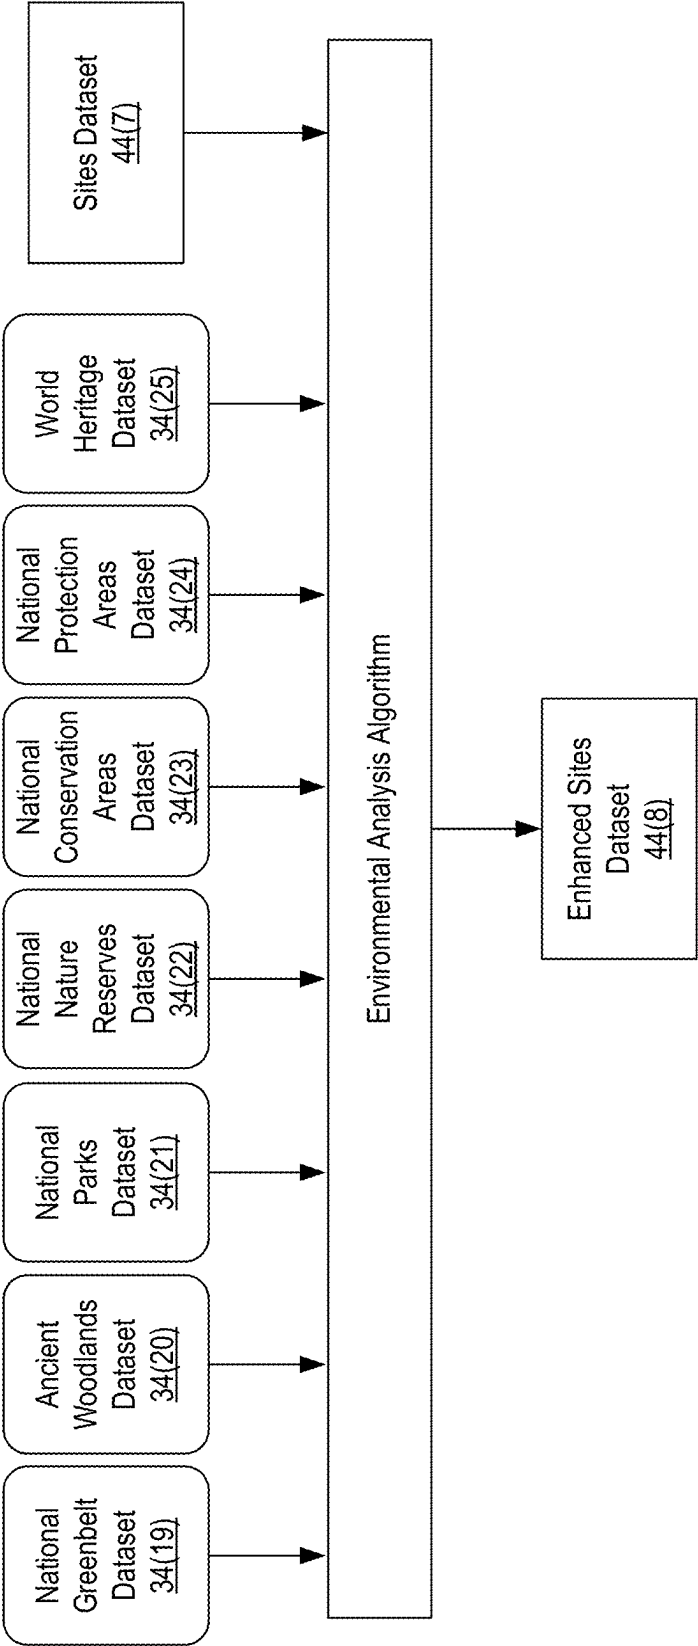 National
Greenbelt
Dataset
34(19)
Ancient
Woodlands
Dataset
34(20)
National
Parks
Dataset
34(21)
National
Nature
Reserves
Dataset
34(22)
National
Conservation
Areas
Dataset
34(23)
National
Protection
Areas
Dataset
34(24)
World
Heritage
Dataset
34(25)
Sites Dataset
44(7)
Environmental Analysis Algorithm
Enhanced Sites
Dataset
44(8)